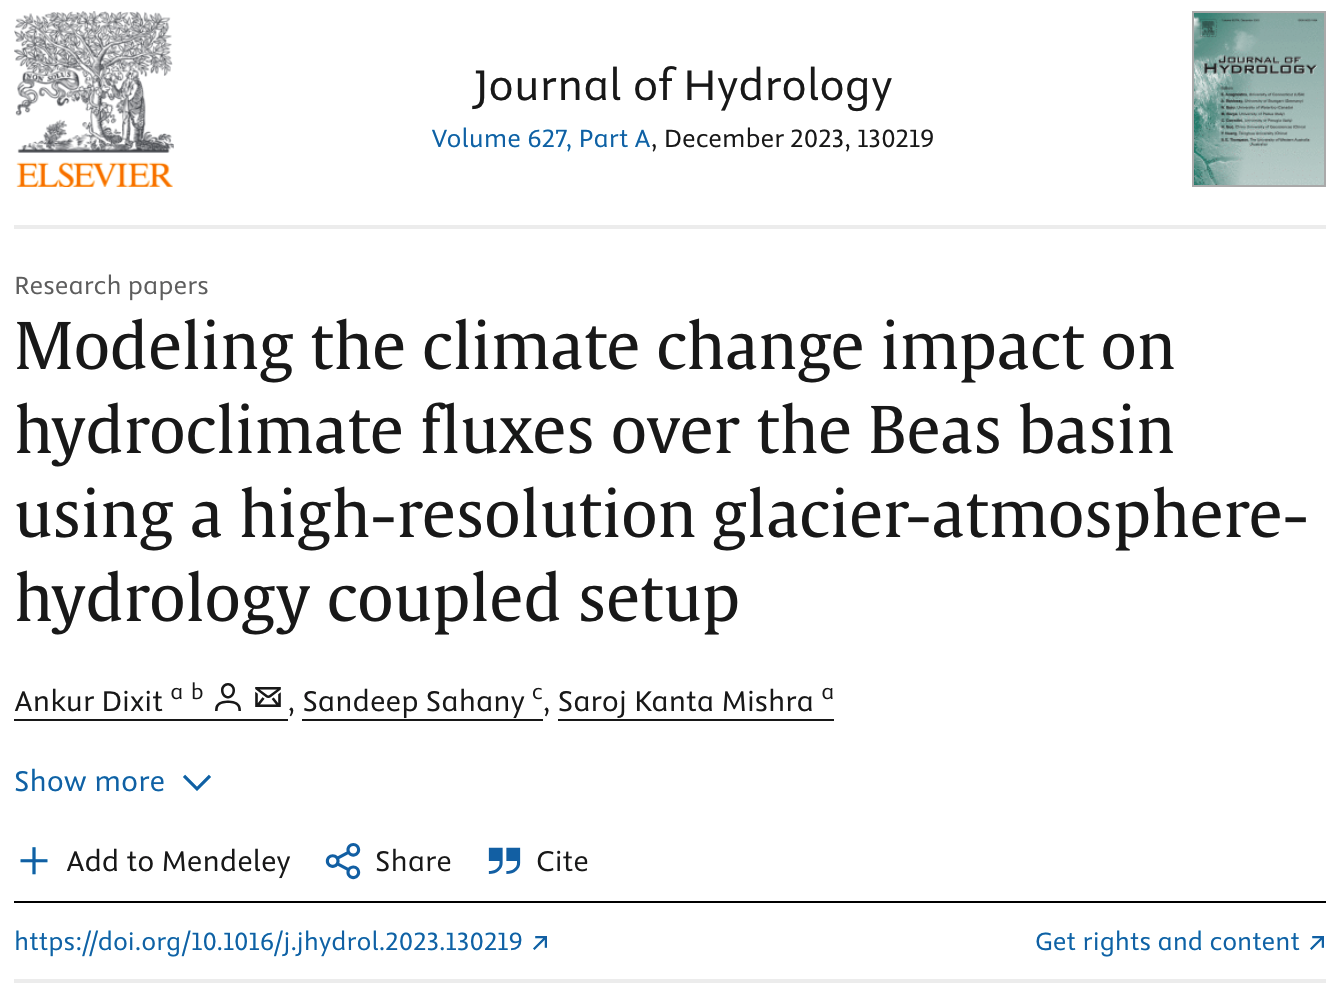 ELSEVIER
Journal of Hydrology
Volume 627, Part A, December 2023, 130219
JOURNAL OF
HYDROLOGY
Research papers
Modeling the climate change impact on
hydroclimate fluxes over the Beas basin
using a high-resolution glacier-atmosphere-
hydrology coupled setup
Ankur Dixit a b, Sandeep Sahany c, Saroj Kanta Mishra a
Show more
Add to Mendeley Share Cite
https://doi.org/10.1016/j.jhydrol.2023.130219 Get rights and content